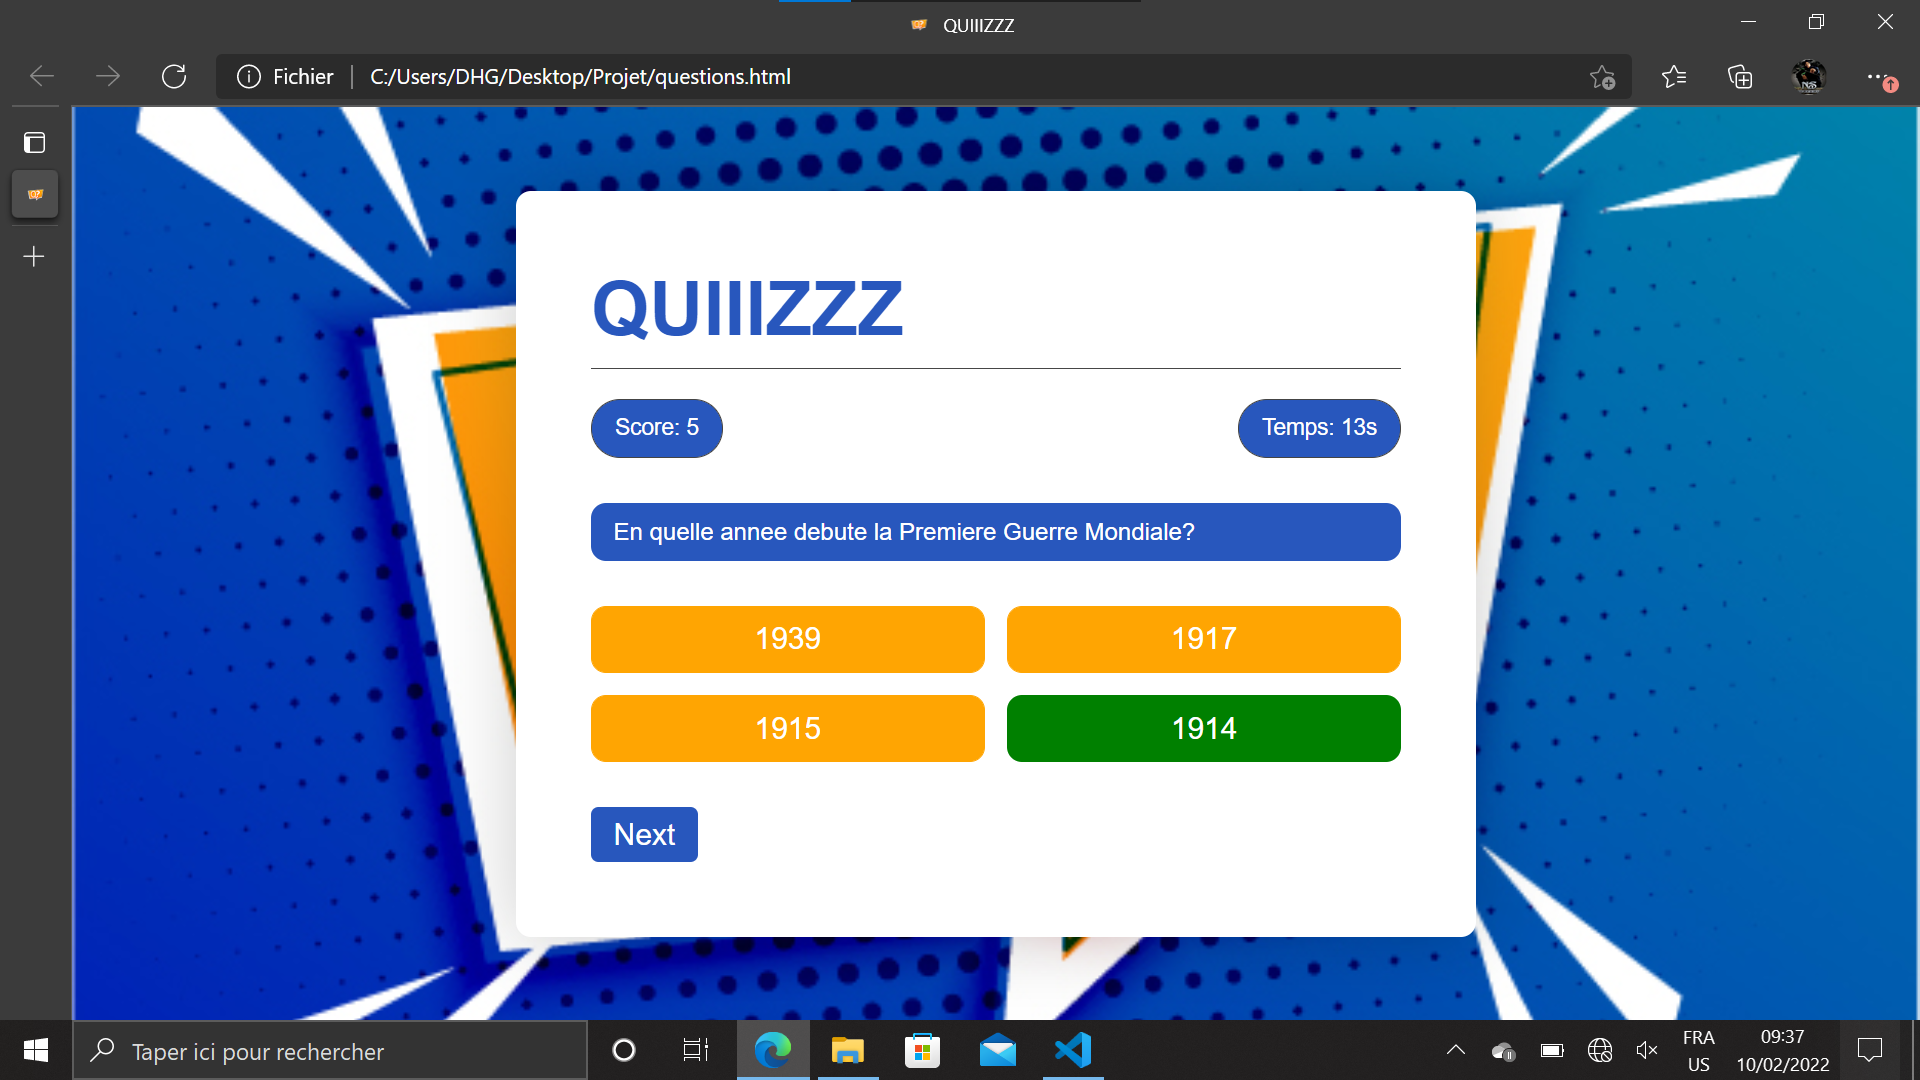 QUIIIZZZ
Fichier
C:/Users/DHG/Desktop/Projet/questions.html
QUIIIZZZ
Score: 5
Temps: 13s
En quelle annee debute la Premiere Guerre Mondiale?
1939
1917
1915
1914
Next
Taper ici pour rechercher
FRA
US
09:37
10/02/2022